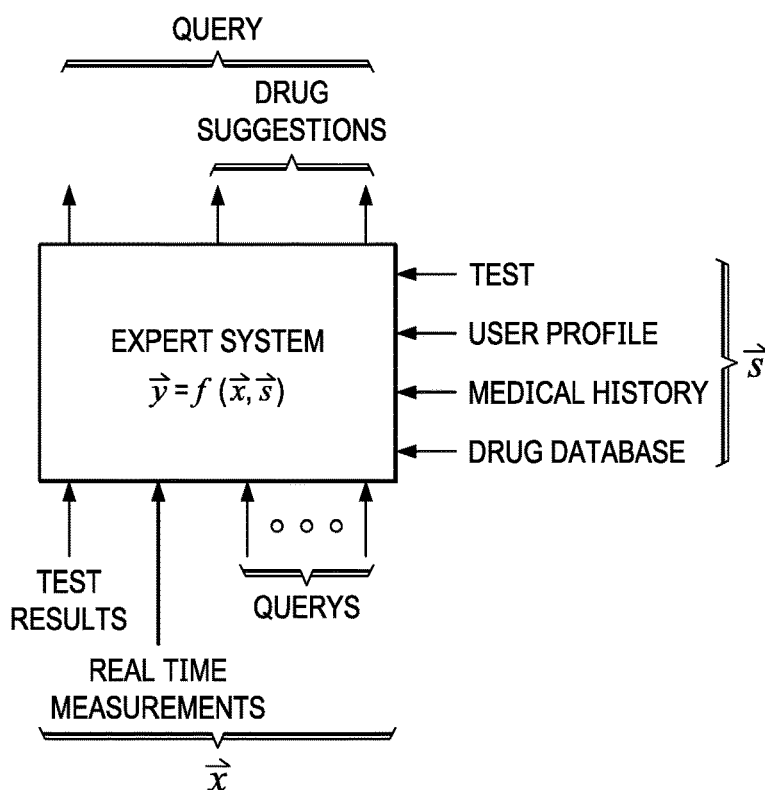 QUERY
DRUG
SUGGESTIONS
TEST
USER PROFILE
MEDICAL HISTORY
DRUG DATABASE
s⃗
EXPERT SYSTEM
y⃗ = f (x⃗, s⃗)
TEST
RESULTS
QUERYS
REAL TIME
MEASUREMENTS
x⃗